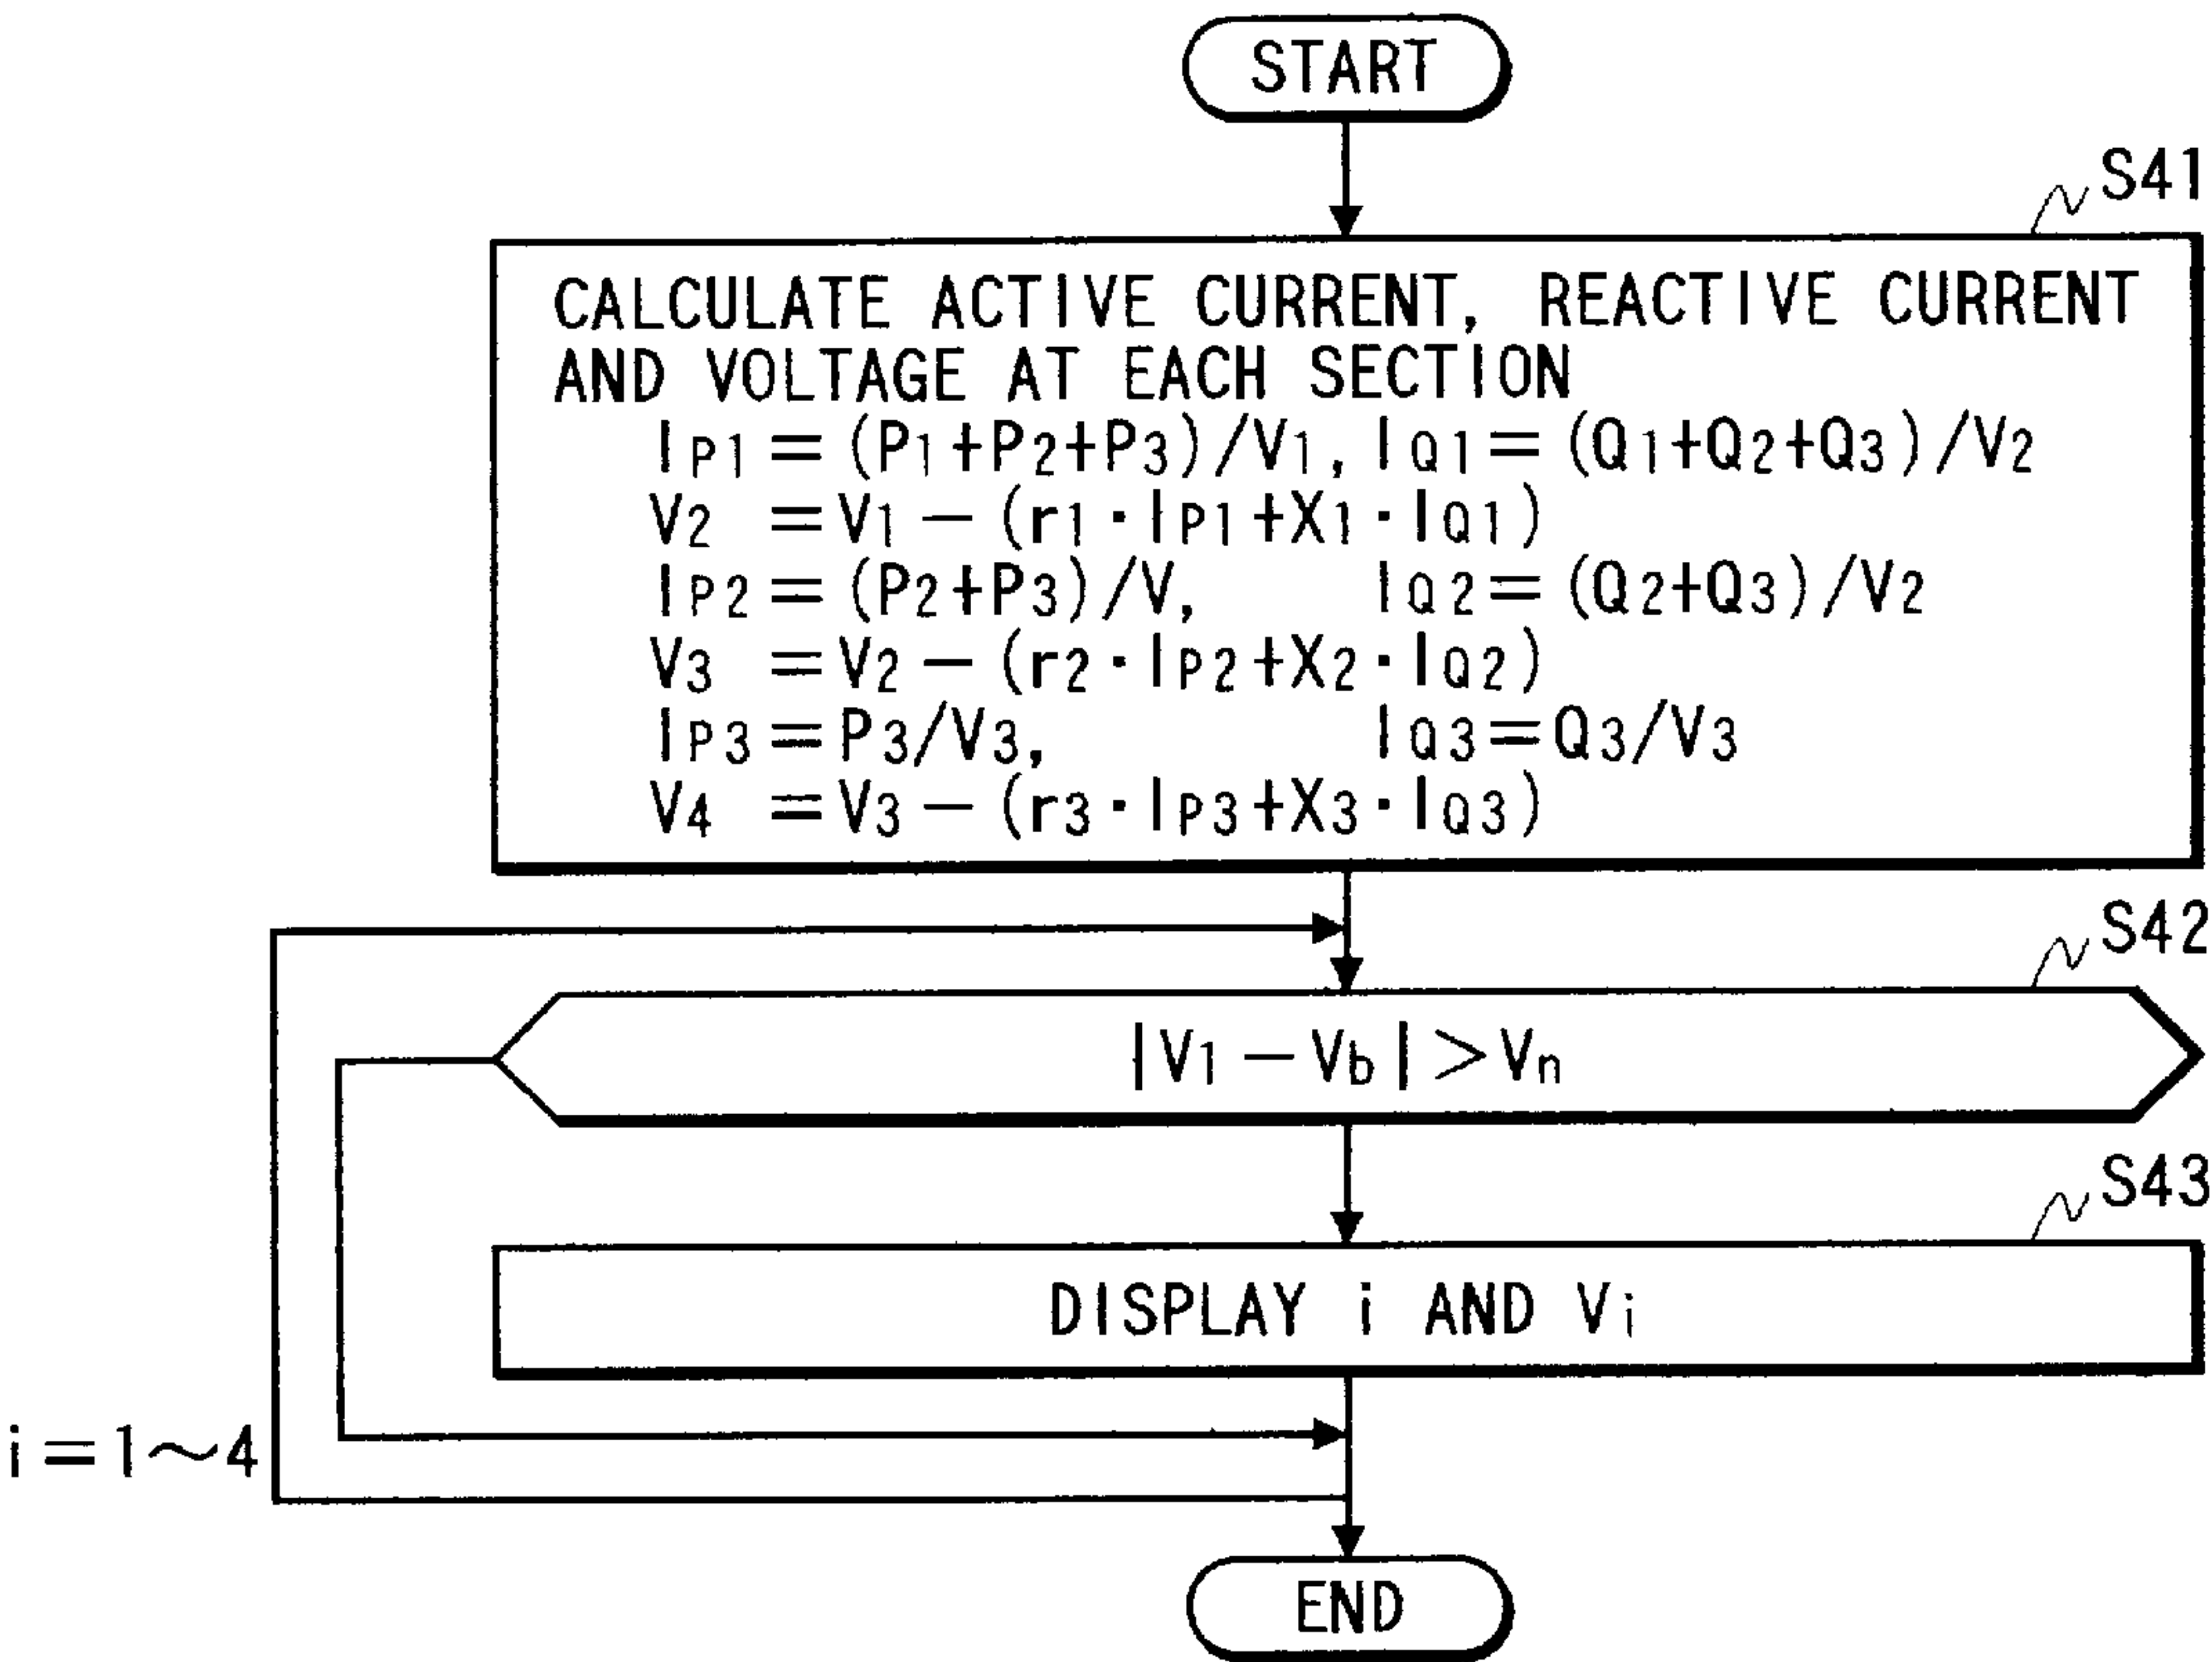 START
S41
CALCULATE ACTIVE CURRENT, REACTIVE CURRENT
AND VOLTAGE AT EACH SECTION
IP1=(P1+P2+P3)/V1, IQ1=(Q1+Q2+Q3)/V2
V2 =V1-(r1·IP1+X1·IQ1)
IP2=(P2+P3)/V, IQ2=(Q2+Q3)/V2
V3 =V2-(r2·IP2+X2·IQ2)
IP3=P3/V3, IQ3=Q3/V3
V4 =V3-(r3·IP3+X3·IQ3)
S42
|V1-Vb|>Vn
S43
DISPLAY i AND Vi
i=1~4
END